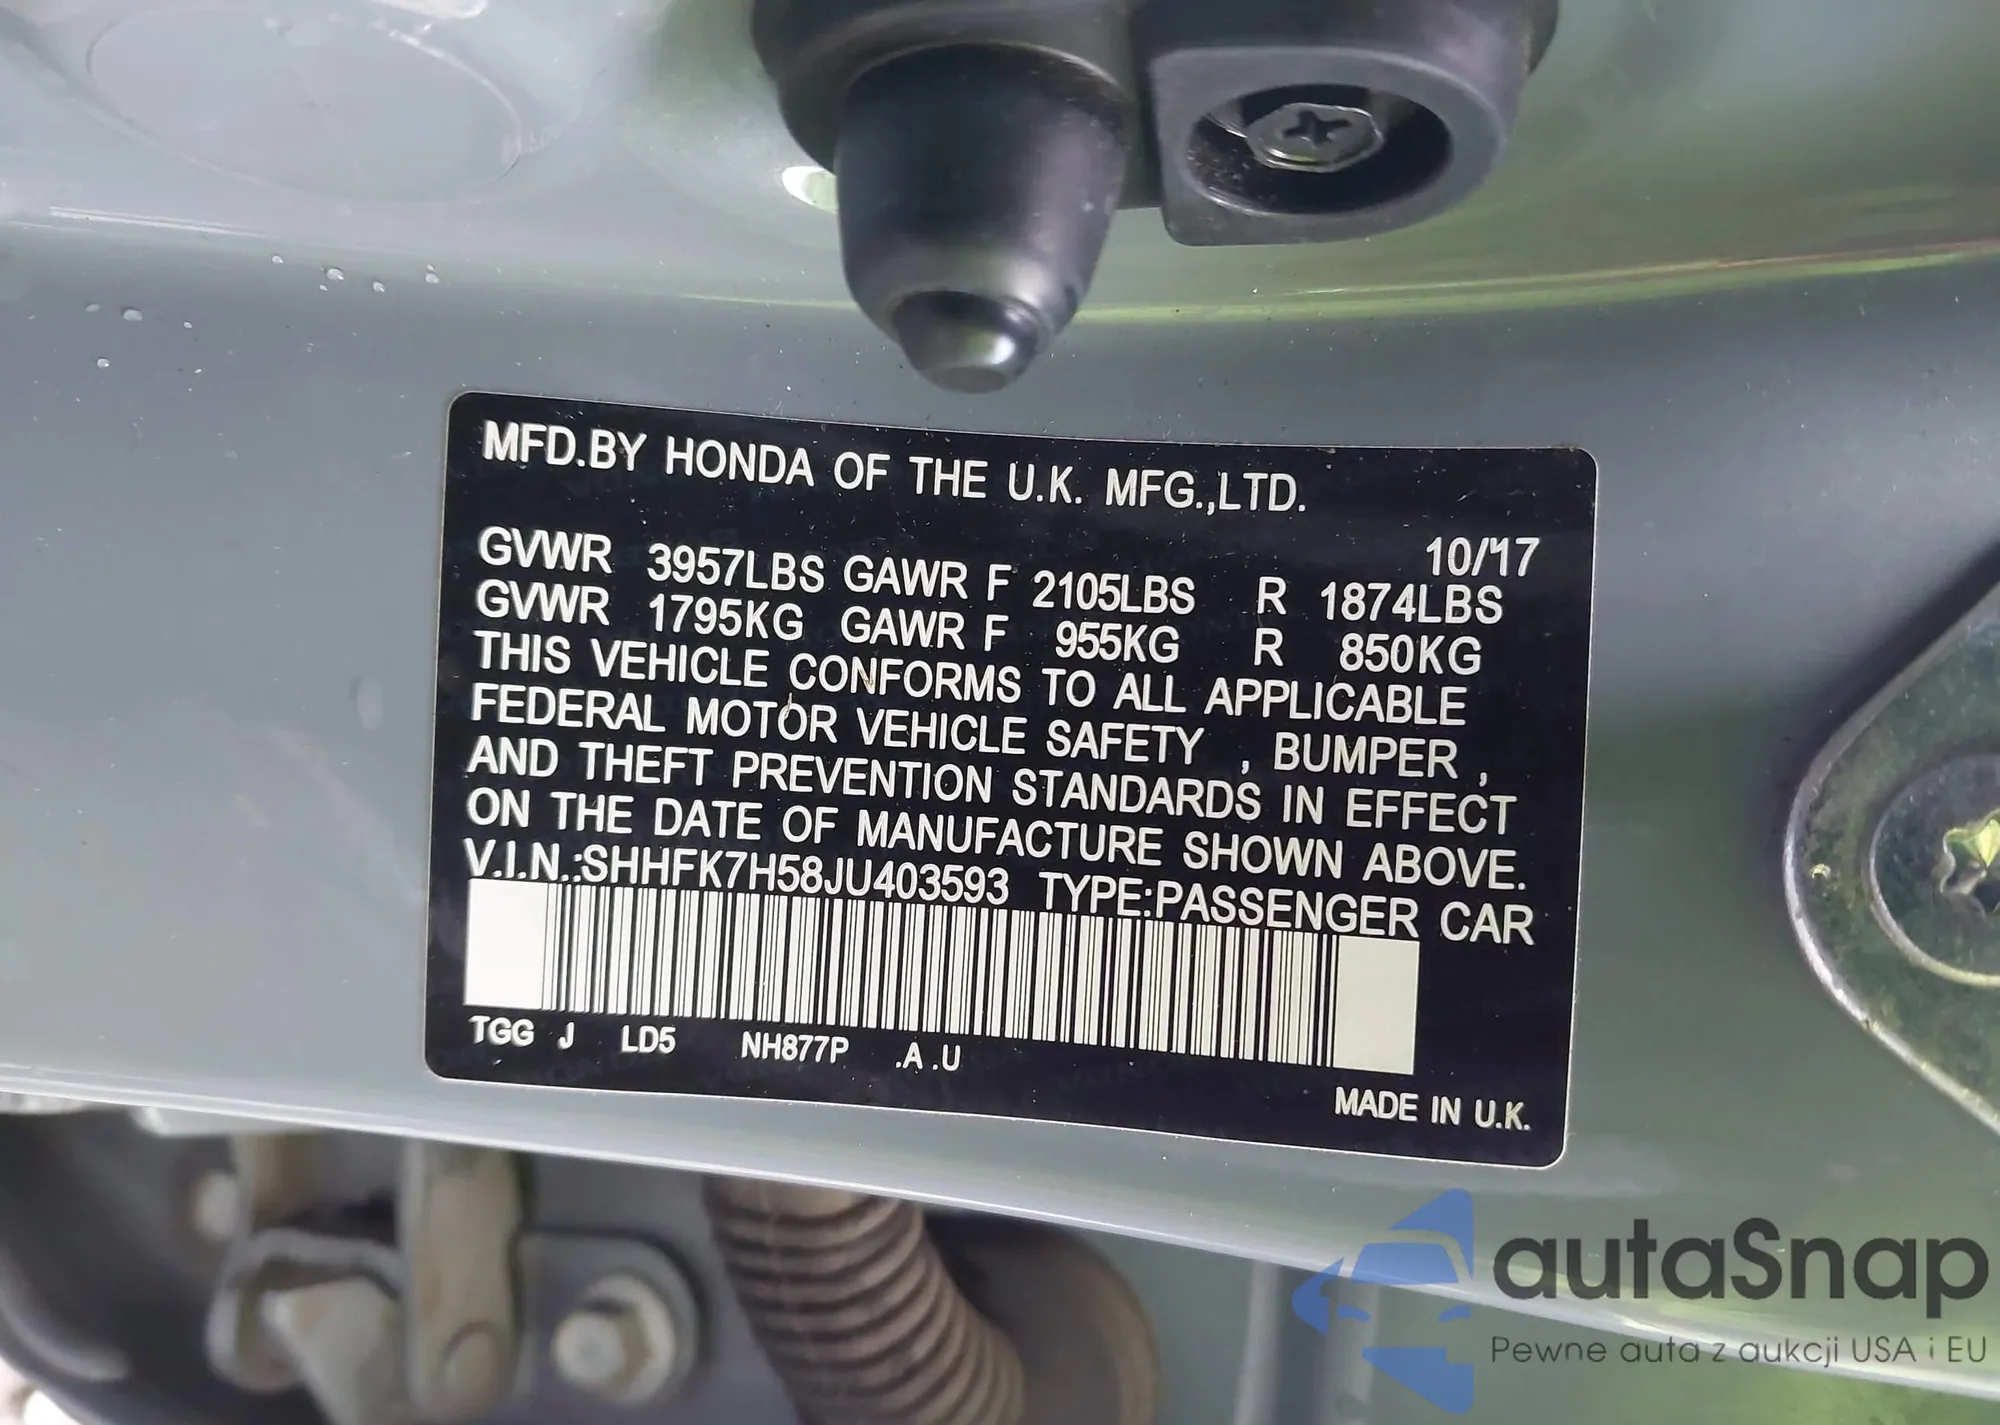 MFD.BY HONDA OF THE U.K. MFG.,LTD.
10/'17
GVWR 3957LBS GAWR F 2105LBS R 1874LBS
GVWR 1795KG GAWR F 955KG R 850KG
THIS VEHICLE CONFORMS TO ALL APPLICABLE
FEDERAL MOTOR VEHICLE SAFETY , BUMPER ,
AND THEFT PREVENTION STANDARDS IN EFFECT
ON THE DATE OF MANUFACTURE SHOWN ABOVE.
V.I.N.:SHHFK7H58JU403593 TYPE:PASSENGER CAR
TGG J LD5 NH877P .A .U
MADE IN U.K.
autaSnap
Pewne auta z aukcji USA i EU